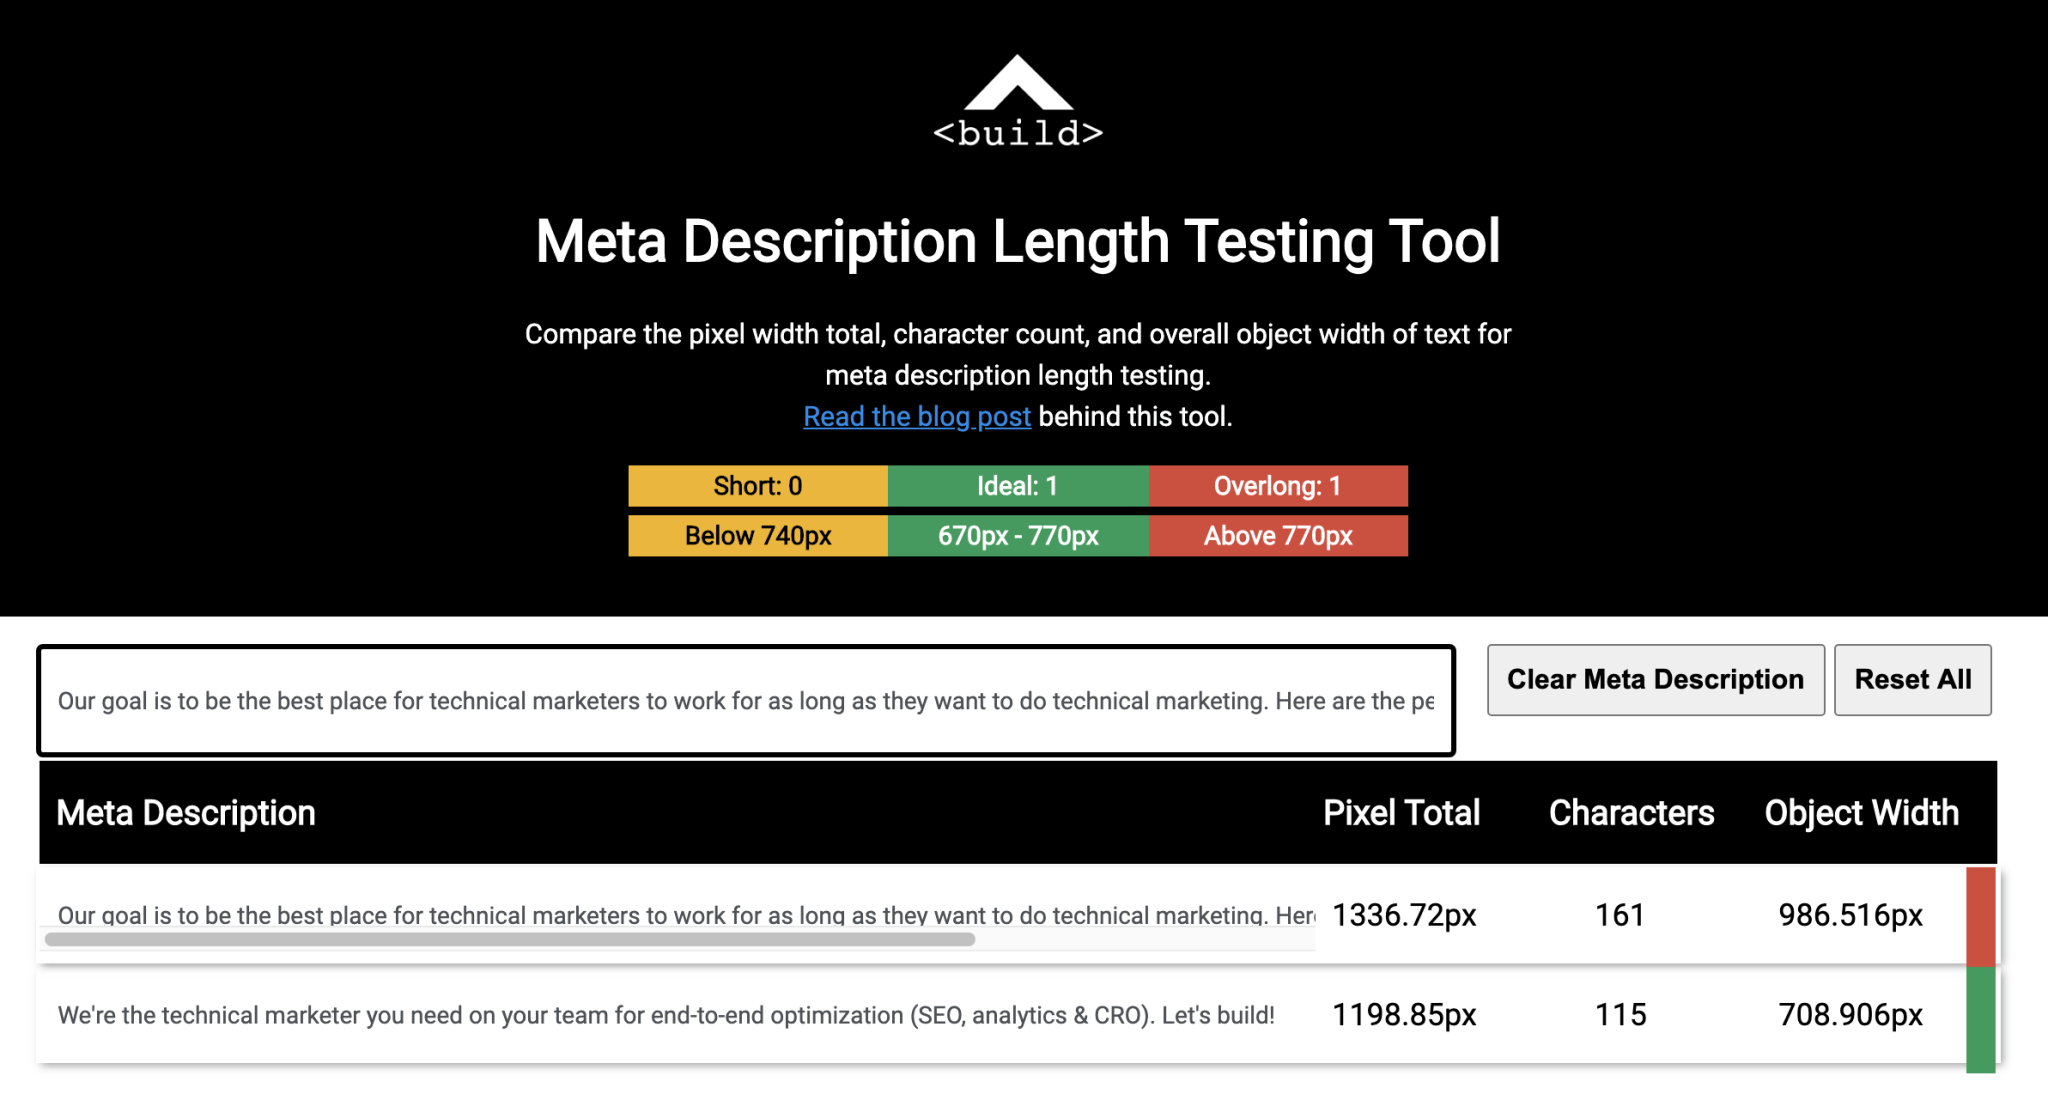 <build>
Meta Description Length Testing Tool
Compare the pixel width total, character count, and overall object width of text for
meta description length testing.
Read the blog post behind this tool.
Short: 0 Ideal: 1 Overlong: 1
Below 740px 670px - 770px Above 770px
Our goal is to be the best place for technical marketers to work for as long as they want to do technical marketing. Here are the pe
Clear Meta Description Reset All
Meta Description Pixel Total Characters Object Width
Our goal is to be the best place for technical marketers to work for as long as they want to do technical marketing. Her 1336.72px 161 986.516px
We're the technical marketer you need on your team for end-to-end optimization (SEO, analytics & CRO). Let's build! 1198.85px 115 708.906px